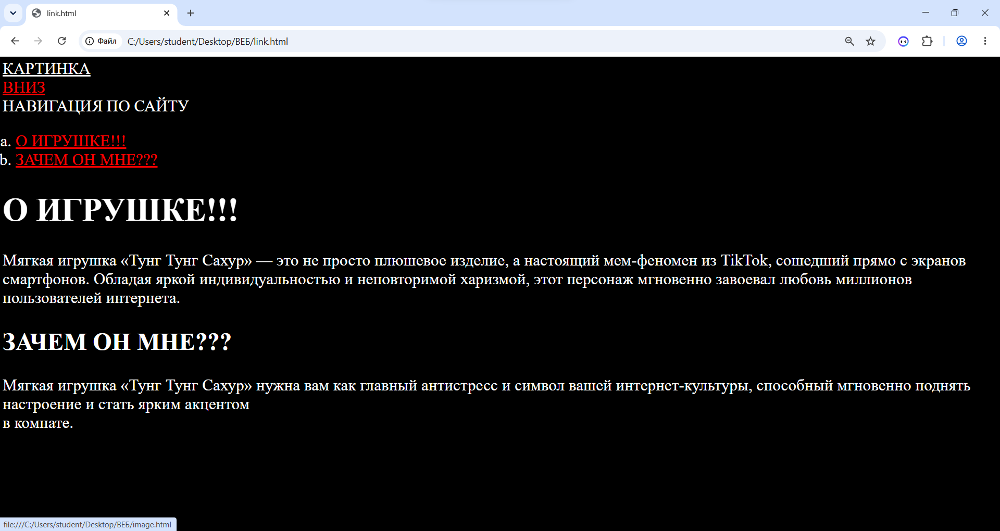 link.html
Файл C:/Users/student/Desktop/ВЕБ/link.html
КАРТИНКА
ВНИЗ
НАВИГАЦИЯ ПО САЙТУ
a. О ИГРУШКЕ!!!
b. ЗАЧЕМ ОН МНЕ???
О ИГРУШКЕ!!!
Мягкая игрушка «Тунг Тунг Сахур» — это не просто плюшевое изделие, а настоящий мем-феномен из TikTok, сошедший прямо с экранов
смартфонов. Обладая яркой индивидуальностью и неповторимой харизмой, этот персонаж мгновенно завоевал любовь миллионов
пользователей интернета.
ЗАЧЕМ ОН МНЕ???
Мягкая игрушка «Тунг Тунг Сахур» нужна вам как главный антистресс и символ вашей интернет-культуры, способный мгновенно поднять
настроение и стать ярким акцентом
в комнате.
file:///C:/Users/student/Desktop/ВЕБ/image.html